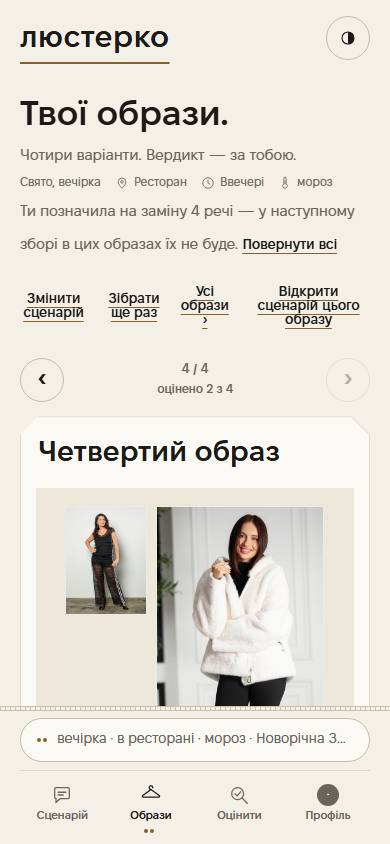 люстерко
Твої образи.
Чотири варіанти. Вердикт — за тобою.
Свято, вечірка Ресторан Ввечері мороз
Ти позначила на заміну 4 речі — у наступному
зборі в цих образах їх не буде. Повернути всі
Змінити
сценарій
Зібрати
ще раз
Усі
образи
›
Відкрити
сценарій цього
образу
‹
4 / 4
оцінено 2 з 4
›
Четвертий образ
вечірка · в ресторані · мороз · Новорічна З…
Сценарій
Образи
Оцінити
Профіль